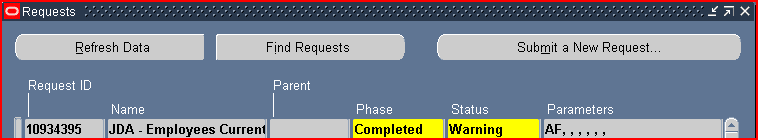 Requests
Refresh Data Find Requests Submit a New Request...
Request ID Parent
Name Phase Status Parameters
10934395 JDA - Employees Current Completed Warning AF, , , , , ,